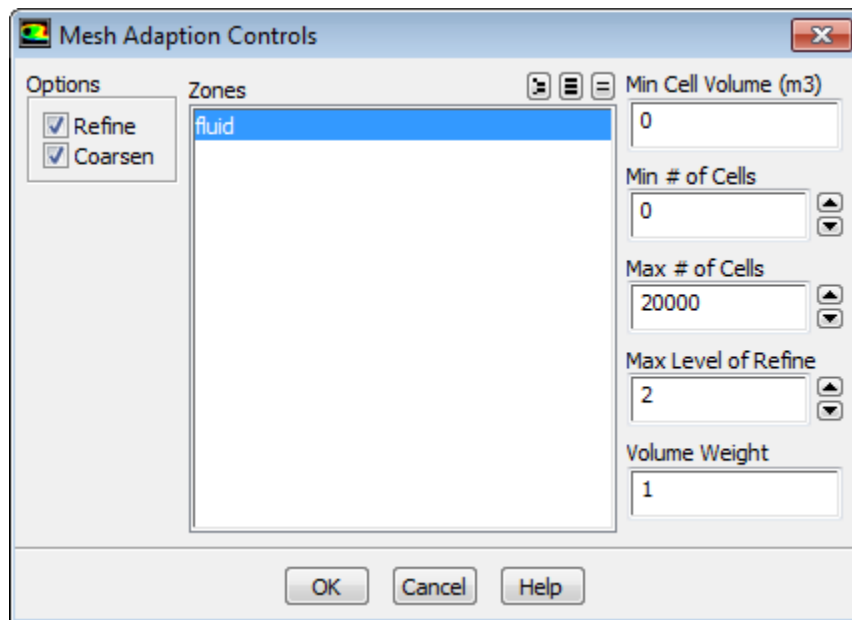 Mesh Adaption Controls
Options
Refine
Coarsen
Zones
fluid
Min Cell Volume (m3)
0
Min # of Cells
0
Max # of Cells
20000
Max Level of Refine
2
Volume Weight
1
OK
Cancel
Help